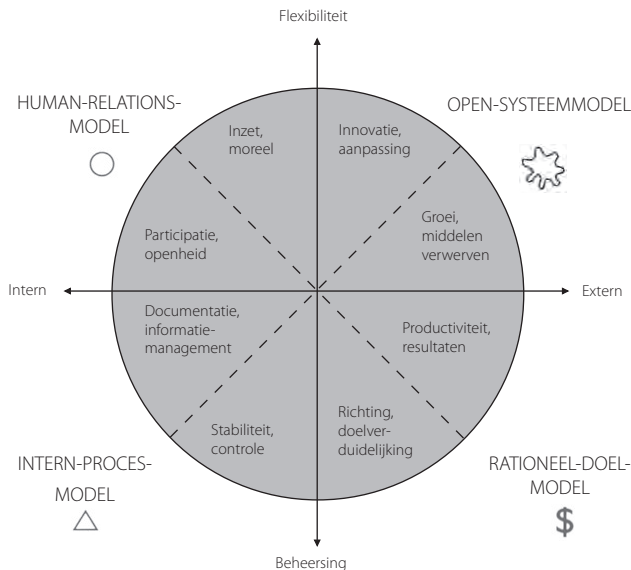 Flexibiliteit
HUMAN-RELATIONS-
MODEL
OPEN-SYSTEEMMODEL
Inzet,
moreel
Innovatie,
aanpassing
Participatie,
openheid
Groei,
middelen
verwerven
Intern
Extern
Documentatie,
informatie-
management
Productiviteit,
resultaten
Stabiliteit,
controle
Richting,
doelver-
duidelijking
INTERN-PROCES-
MODEL
RATIONEEL-DOEL-
MODEL
$
Beheersing